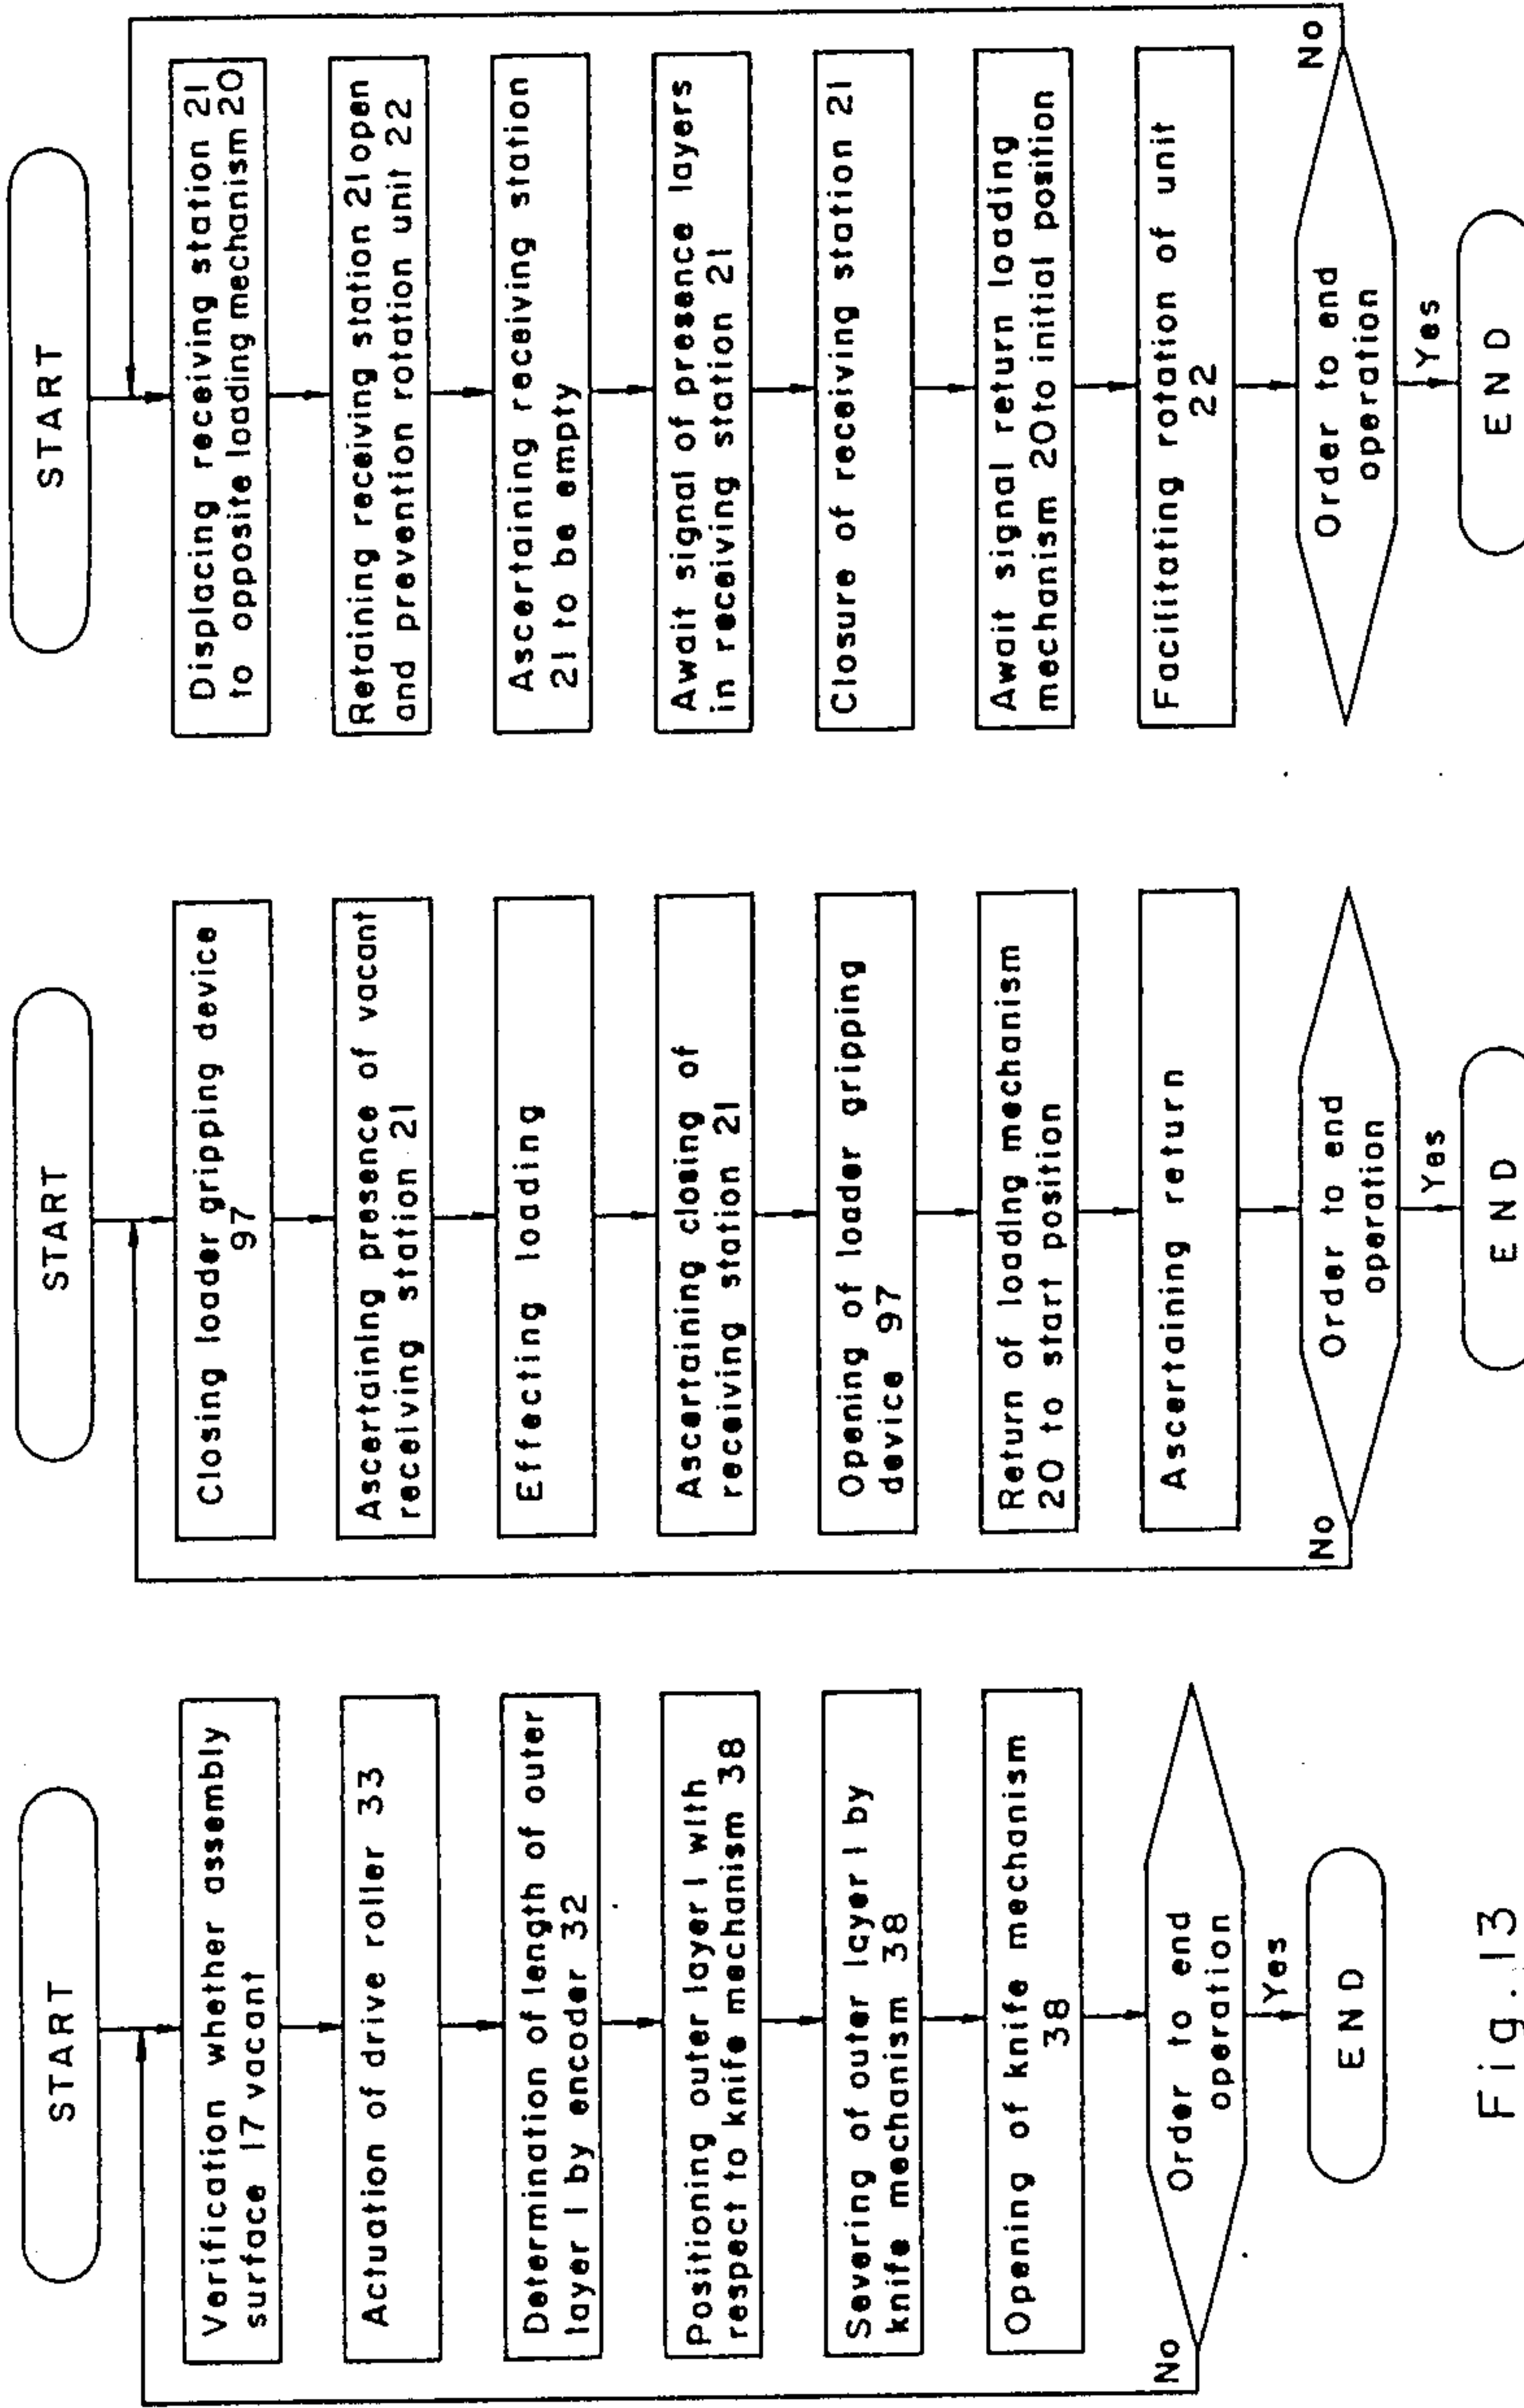 START
Verification whether assembly
surface 17 vacant
Actuation of drive roller 33
Determination of length of outer
layer 1 by encoder 32
Positioning outer layer 1 with
respect to knife mechanism 38
Severing of outer layer 1 by
knife mechanism 38
Opening of knife mechanism
38
Order to end
operation
No
Yes
END
START
Closing loader gripping device
97
Ascertaining presence of vacant
receiving station 21
Effecting loading
Ascertaining closing of
receiving station 21
Opening of loader gripping
device 97
Return of loading mechanism
20 to start position
Ascertaining return
Order to end
operation
No
Yes
END
START
Displacing receiving station 21
to opposite loading mechanism 20
Retaining receiving station 21 open
and prevention rotation unit 22
Ascertaining receiving station
21 to be empty
Await signal of presence layers
in receiving station 21
Closure of receiving station 21
Await signal return loading
mechanism 20 to initial position
Facilitating rotation of unit
22
Order to end
operation
No
Yes
END
Fig. 13